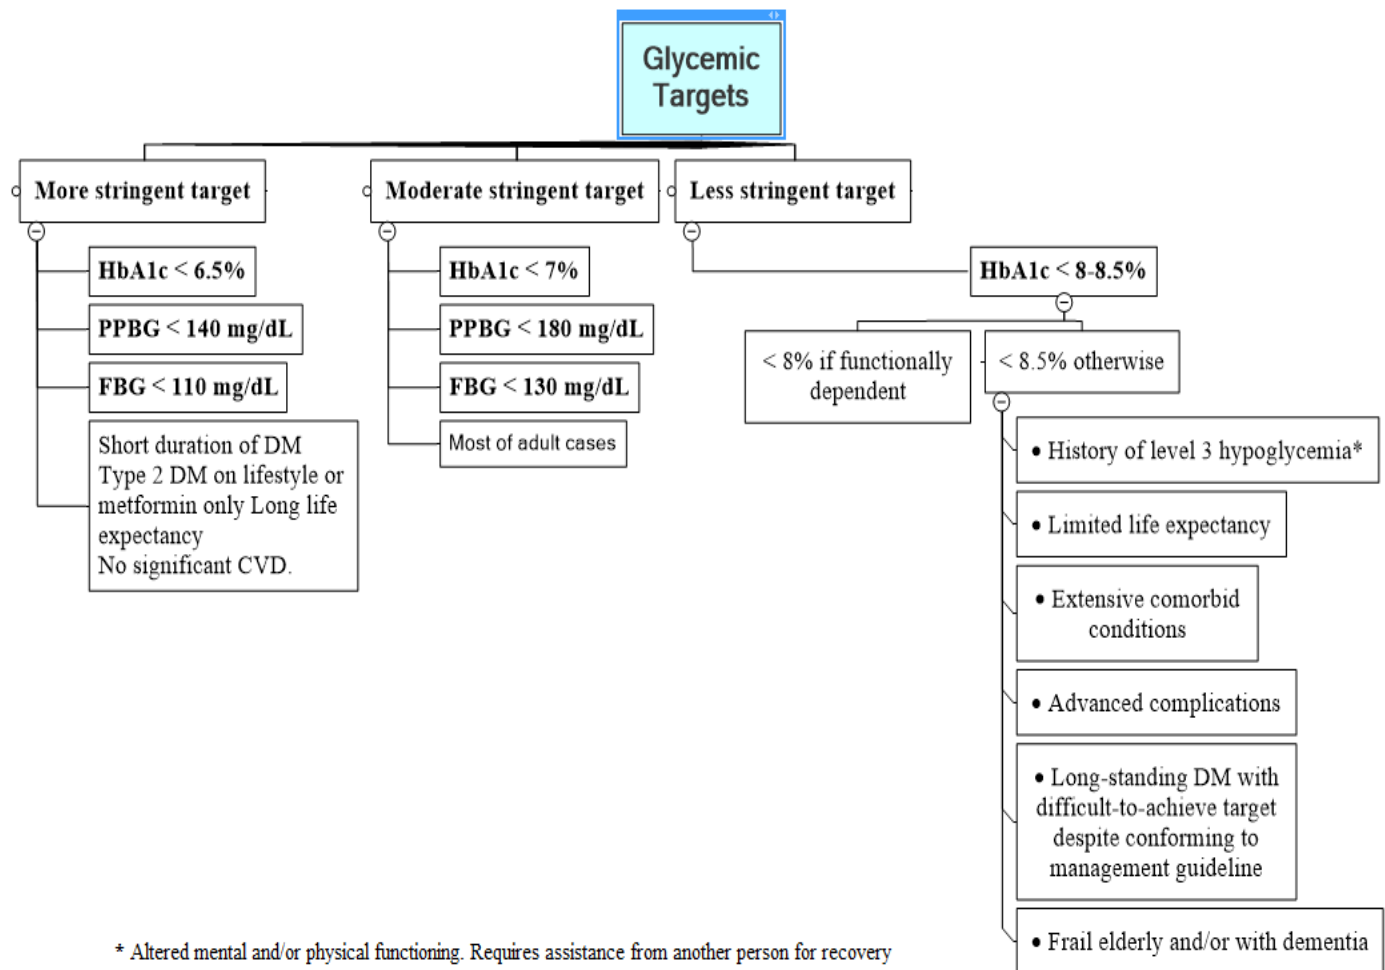 Glycemic
Targets
More stringent target
Moderate stringent target
Less stringent target
HbA1c < 6.5%
PPBG < 140 mg/dL
FBG < 110 mg/dL
Short duration of DM
Type 2 DM on lifestyle or
metformin only Long life
expectancy
No significant CVD.
HbA1c < 7%
PPBG < 180 mg/dL
FBG < 130 mg/dL
Most of adult cases
HbA1c < 8-8.5%
< 8% if functionally
dependent
< 8.5% otherwise
• History of level 3 hypoglycemia*
• Limited life expectancy
• Extensive comorbid
conditions
• Advanced complications
• Long-standing DM with
difficult-to-achieve target
despite conforming to
management guideline
• Frail elderly and/or with dementia
* Altered mental and/or physical functioning. Requires assistance from another person for recovery